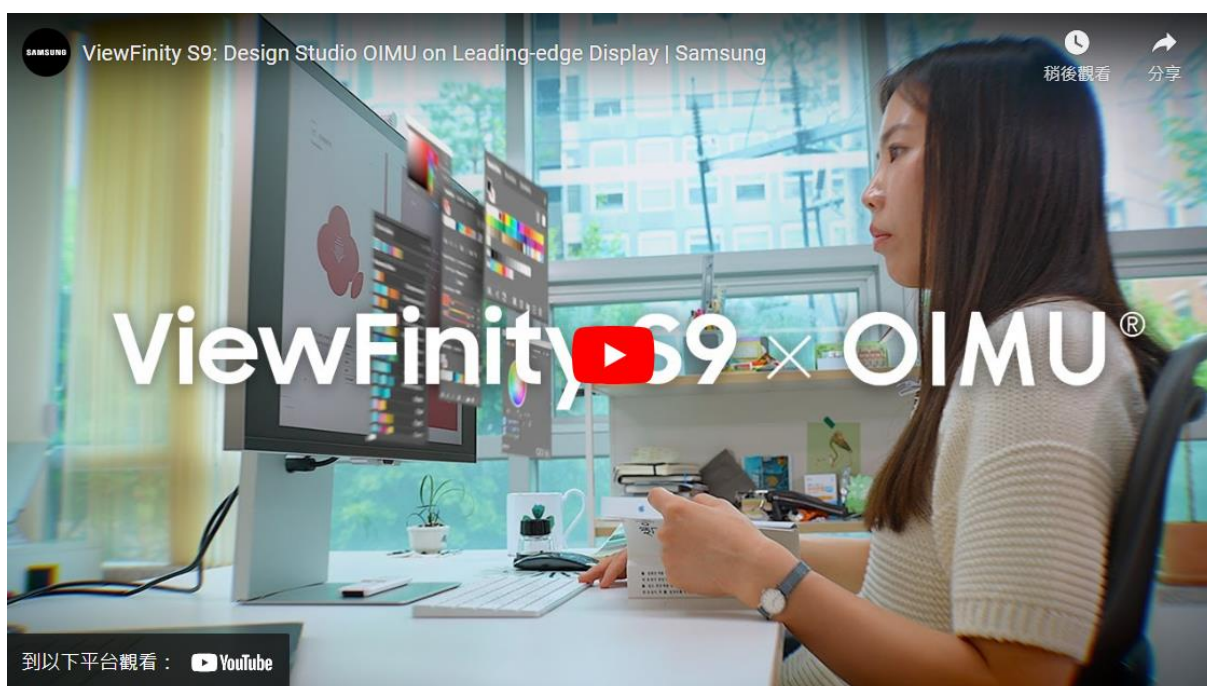 SAMSUNG
ViewFinity S9: Design Studio OIMU on Leading-edge Display | Samsung
稍後觀看
分享
ViewFinity S9 × OIMU®
到以下平台觀看： YouTube